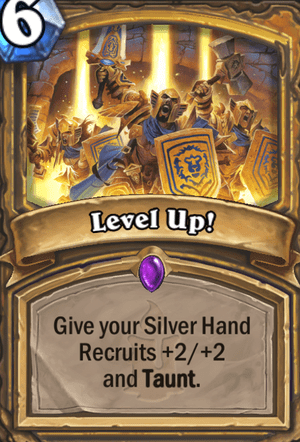 6
Level Up!
Give your Silver Hand
Recruits +2/+2
and Taunt.